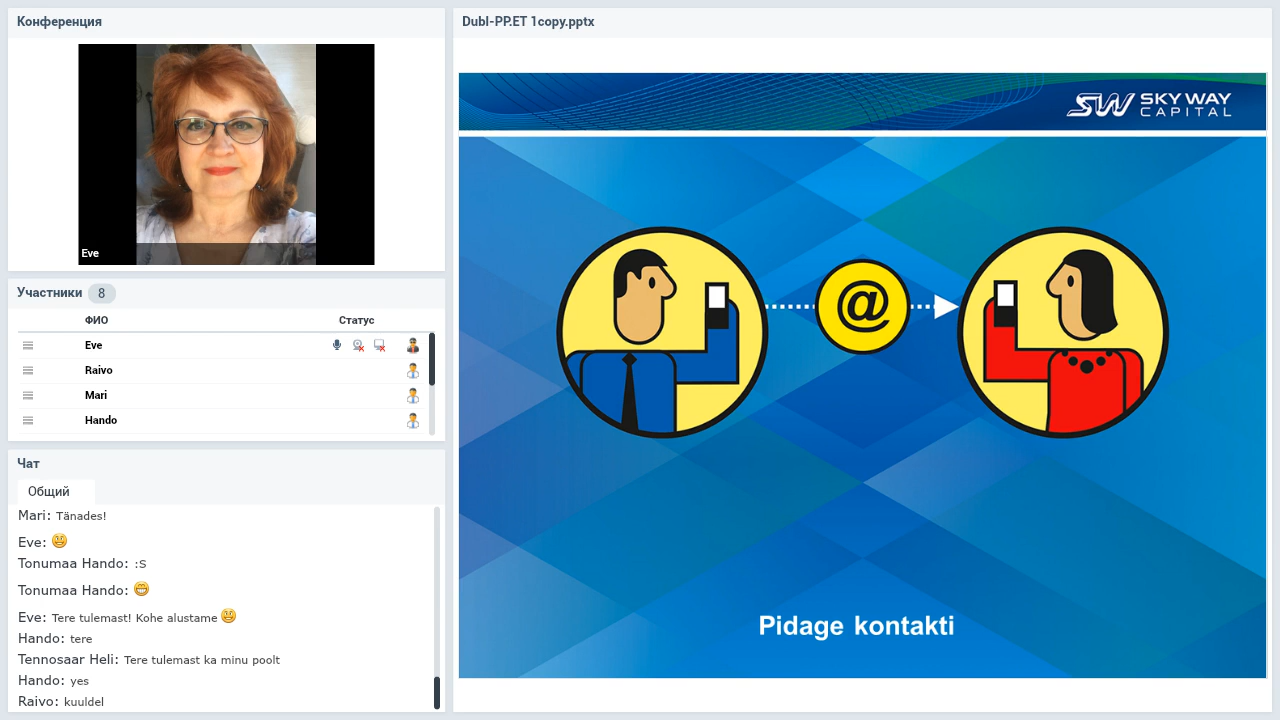 Конференция
Eve
Участники 8
ФИО Статус
Eve
Raivo
Mari
Hando
Чат
Общий
Mari: Tänades!
Eve:
Tonumaa Hando: :S
Tonumaa Hando:
Eve: Tere tulemast! Kohe alustame
Hando: tere
Tennosaar Heli: Tere tulemast ka minu poolt
Hando: yes
Raivo: kuuldel
Dubl-PP.ET 1copy.pptx
SW SKY WAY
CAPITAL
@
Pidage kontakti